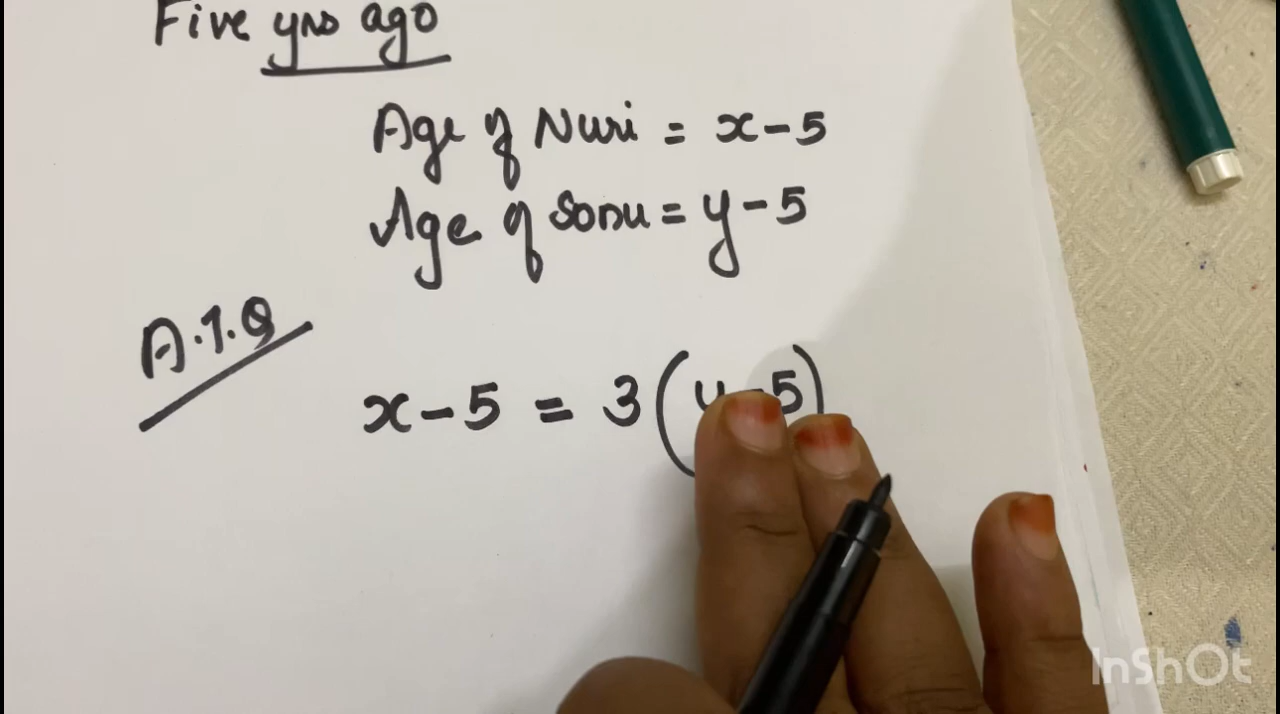 Five yrs ago
Age of Nuri = x - 5
Age of Sonu = y - 5
A.T.Q
x - 5 = 3 (y - 5)
InShOt